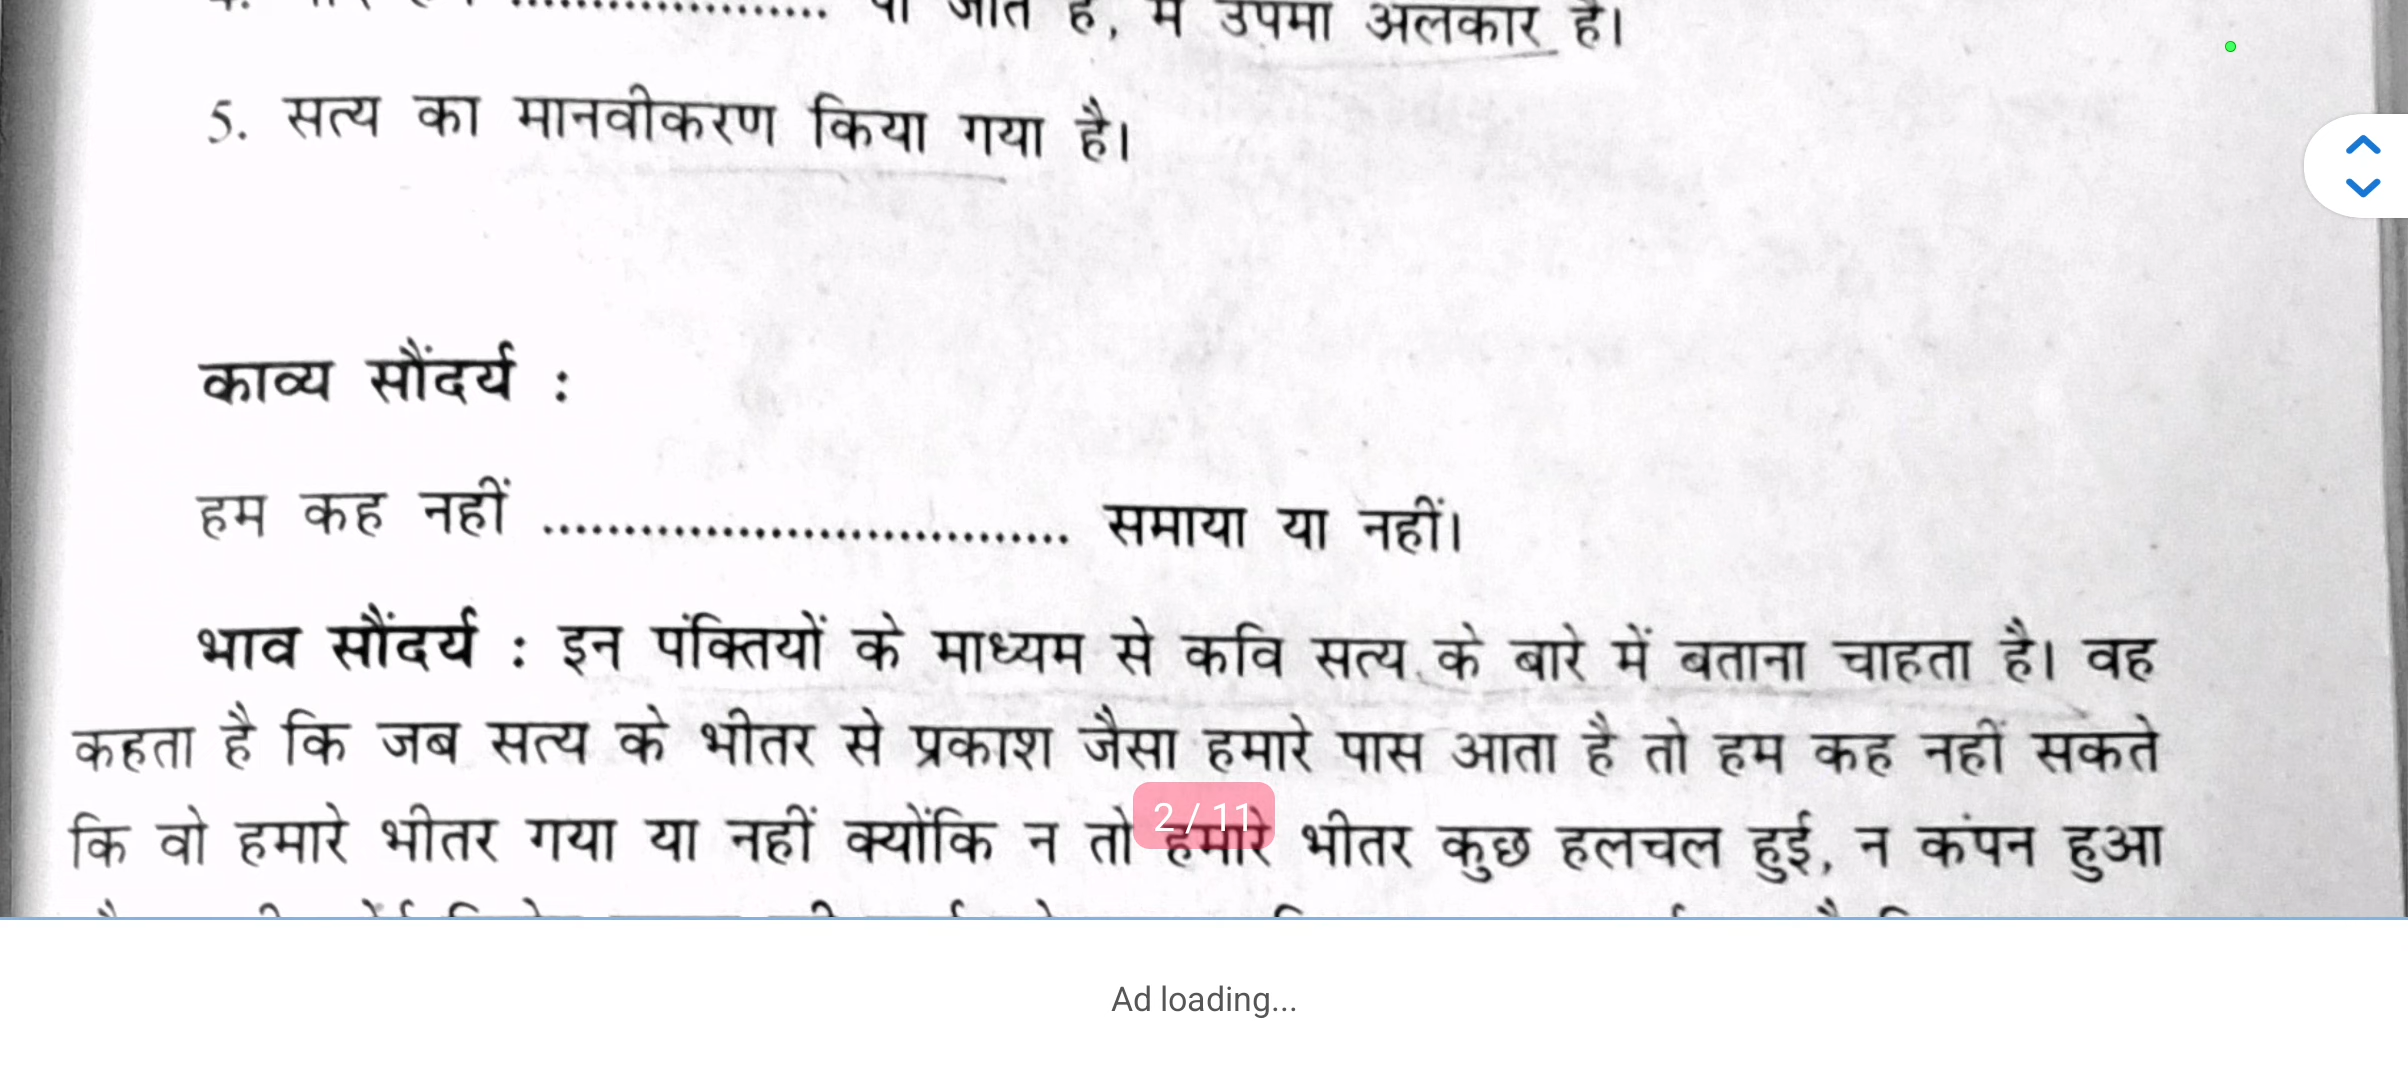 .................... पा जाते है, में उपमा अलंकार है।
5. सत्य का मानवीकरण किया गया है।
काव्य सौंदर्य :
हम कह नहीं ................................. समाया या नहीं।
भाव सौंदर्य : इन पंक्तियों के माध्यम से कवि सत्य के बारे में बताना चाहता है। वह
कहता है कि जब सत्य के भीतर से प्रकाश जैसा हमारे पास आता है तो हम कह नहीं सकते
कि वो हमारे भीतर गया या नहीं क्योंकि न तो हमारे भीतर कुछ हलचल हुई, न कंपन हुआ
2 / 11
Ad loading...